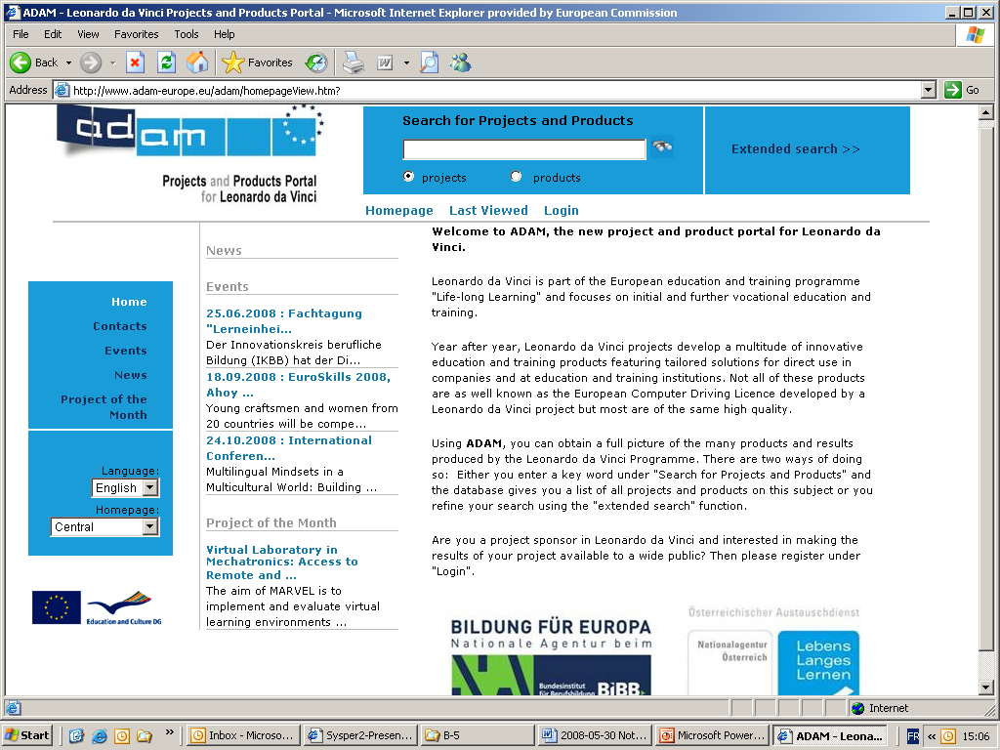 ADAM - Leonardo da Vinci Projects and Products Portal - Microsoft Internet Explorer provided by European Commission
File Edit View Favorites Tools Help
Back Favorites
Address http://www.adam-europe.eu/adam/homepageView.htm? Go
adam
Projects and Products Portal
for Leonardo da Vinci
Search for Projects and Products
projects products
Extended search >>
Homepage Last Viewed Login
Home
Contacts
Events
News
Project of the
Month
Language:
English
Homepage:
Central
Education and Culture DG
News
Events
25.06.2008 : Fachtagung
"Lerneinhei...
Der Innovationskreis berufliche
Bildung (IKBB) hat der Di...
18.09.2008 : EuroSkills 2008,
Ahoy ...
Young craftsmen and women from
20 countries will be compe...
24.10.2008 : International
Conferen...
Multilingual Mindsets in a
Multicultural World: Building ...
Project of the Month
Virtual Laboratory in
Mechatronics: Access to
Remote and ...
The aim of MARVEL is to
implement and evaluate virtual
learning environments ...
Welcome to ADAM, the new project and product portal for Leonardo da
Vinci.
Leonardo da Vinci is part of the European education and training programme
"Life-long Learning" and focuses on initial and further vocational education and
training.
Year after year, Leonardo da Vinci projects develop a multitude of innovative
education and training products featuring tailored solutions for direct use in
companies and at education and training institutions. Not all of these products
are as well known as the European Computer Driving Licence developed by a
Leonardo da Vinci project but most are of the same high quality.
Using ADAM, you can obtain a full picture of the many products and results
produced by the Leonardo da Vinci Programme. There are two ways of doing
so: Either you enter a key word under "Search for Projects and Products" and
the database gives you a list of all projects and products on this subject or you
refine your search using the "extended search" function.
Are you a project sponsor in Leonardo da Vinci and interested in making the
results of your project available to a wide public? Then please register under
"Login".
BILDUNG FÜR EUROPA
Nationale Agentur beim
Bundesinstitut
für Berufsbildung BiBB
Österreichischer Austauschdienst
Nationalagentur
Österreich
Lebens
Langes
Lernen
Internet
Start » Inbox - Microso... Sysper2-Presen... B-5 2008-05-30 Not... Microsoft Power... ADAM - Leona... FR « 15:06